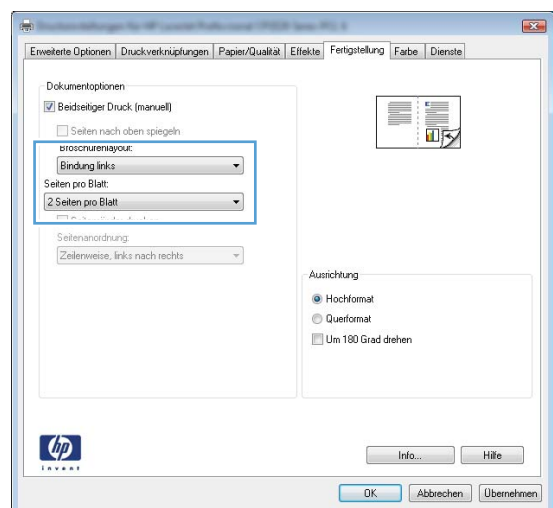 Erweiterte Optionen Druckverknüpfungen Papier/Qualität Effekte Fertigstellung Farbe Dienste
Dokumentoptionen
Beidseitiger Druck (manuell)
Seiten nach oben spiegeln
Broschürenlayout:
Bindung links
Seiten pro Blatt:
2 Seiten pro Blatt
Seitenanordnung:
Zeilenweise, links nach rechts
Ausrichtung
Hochformat
Querformat
Um 180 Grad drehen
hp
invent
Info... Hilfe
OK Abbrechen Übernehmen